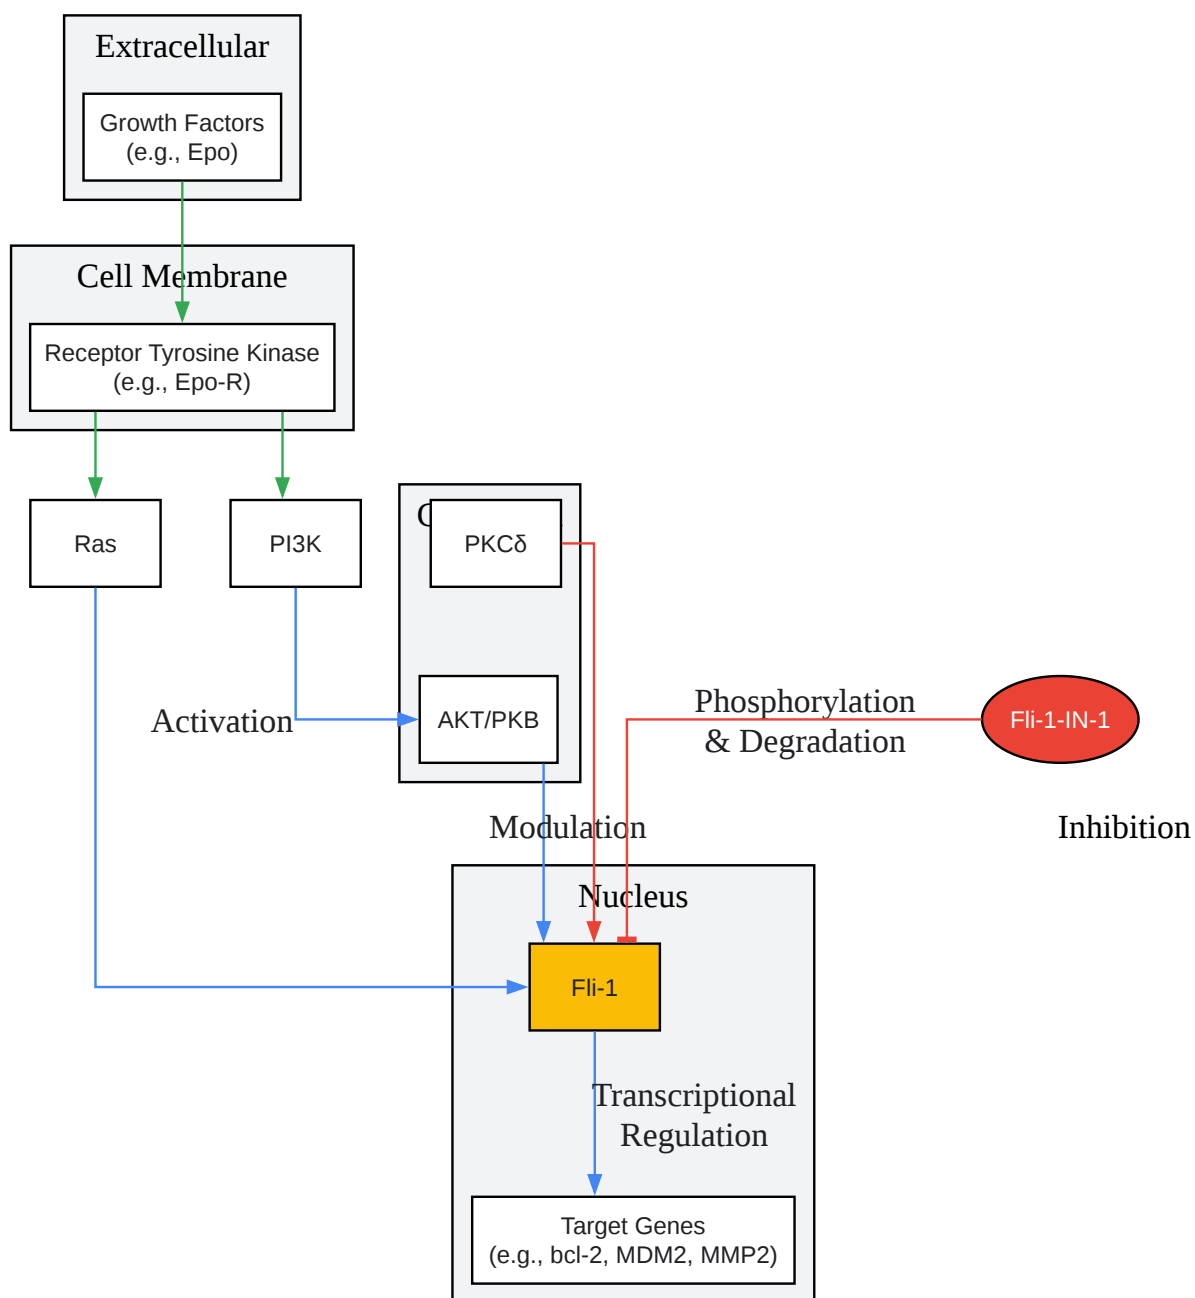 Extracellular
Growth Factors
(e.g., Epo)
Cell Membrane
Receptor Tyrosine Kinase
(e.g., Epo-R)
Ras
PI3K
PKCδ
Activation
AKT/PKB
Phosphorylation
& Degradation
Fli-1-IN-1
Modulation
Inhibition
Nucleus
Fli-1
Transcriptional
Regulation
Target Genes
(e.g., bcl-2, MDM2, MMP2)